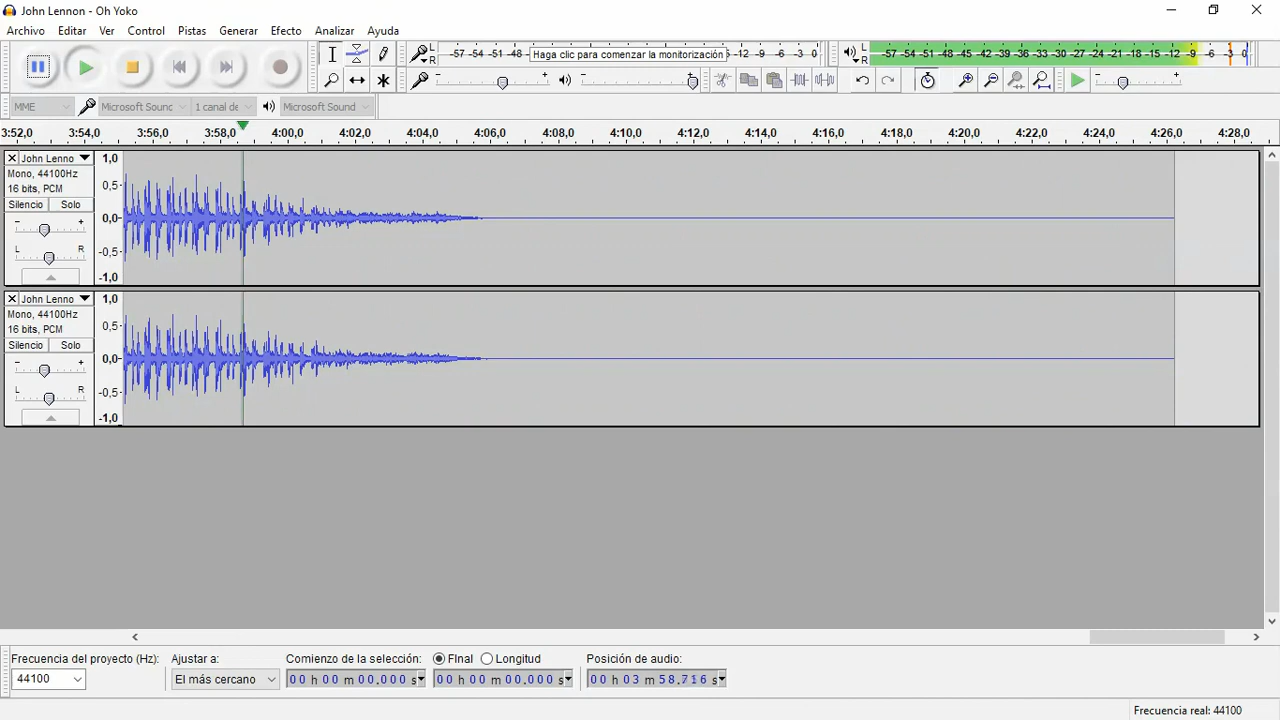 John Lennon - Oh Yoko
Archivo Editar Ver Control Pistas Generar Efecto Analizar Ayuda
L R -57 -54 -51 -48 - Haga clic para comenzar la monitorización -12 -9 -6 -3 0
L R -57 -54 -51 -48 -45 -42 -39 -36 -33 -30 -27 -24 -21 -18 -15 -12 -9 -6 -3 0
- + - + - +
MME Microsoft Sound 1 canal de Microsoft Sound
3:52,0 3:54,0 3:56,0 3:58,0 4:00,0 4:02,0 4:04,0 4:06,0 4:08,0 4:10,0 4:12,0 4:14,0 4:16,0 4:18,0 4:20,0 4:22,0 4:24,0 4:26,0 4:28,0
John Lenno 1,0
Mono, 44100Hz
16 bits, PCM 0,5
Silencio Solo
- + 0,0
L R -0,5
-1,0
John Lenno 1,0
Mono, 44100Hz
16 bits, PCM 0,5
Silencio Solo
- + 0,0
L R -0,5
-1,0
Frecuencia del proyecto (Hz): Ajustar a: Comienzo de la selección: FInal Longitud Posición de audio:
44100 El más cercano 00 h 00 m 00.000 s 00 h 00 m 00.000 s 00 h 03 m 58.716 s
Frecuencia real: 44100